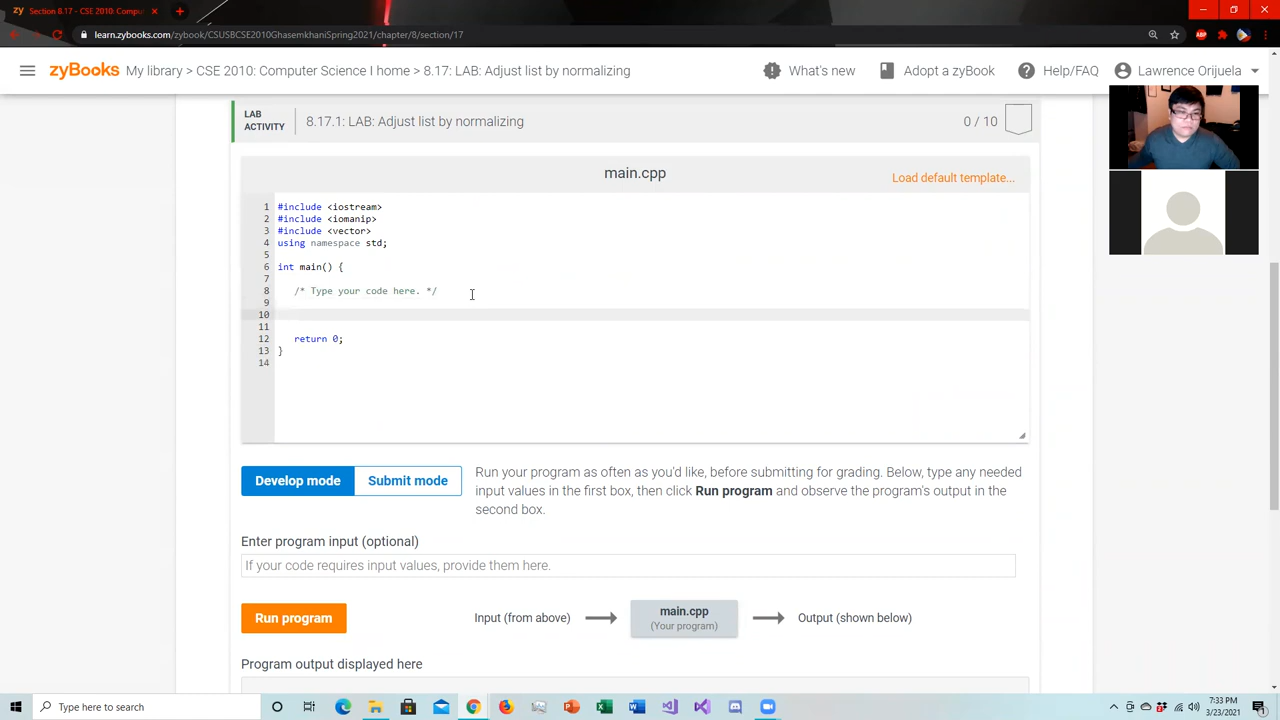 zy Section 8.17 - CSE 2010: Comput
learn.zybooks.com/zybook/CSUSBCSE2010GhasemkhaniSpring2021/chapter/8/section/17
zyBooks My library > CSE 2010: Computer Science I home > 8.17: LAB: Adjust list by normalizing
What's new
Adopt a zyBook
Help/FAQ
Lawrence Orijuela
LAB
ACTIVITY
8.17.1: LAB: Adjust list by normalizing
0 / 10
main.cpp
Load default template...
1 #include <iostream>
2 #include <iomanip>
3 #include <vector>
4 using namespace std;
5
6 int main() {
7
8 /* Type your code here. */
9
10
11
12 return 0;
13 }
14
Develop mode
Submit mode
Run your program as often as you'd like, before submitting for grading. Below, type any needed
input values in the first box, then click Run program and observe the program's output in the
second box.
Enter program input (optional)
If your code requires input values, provide them here.
Run program
Input (from above)
main.cpp
(Your program)
Output (shown below)
Program output displayed here
Type here to search
7:33 PM
3/23/2021